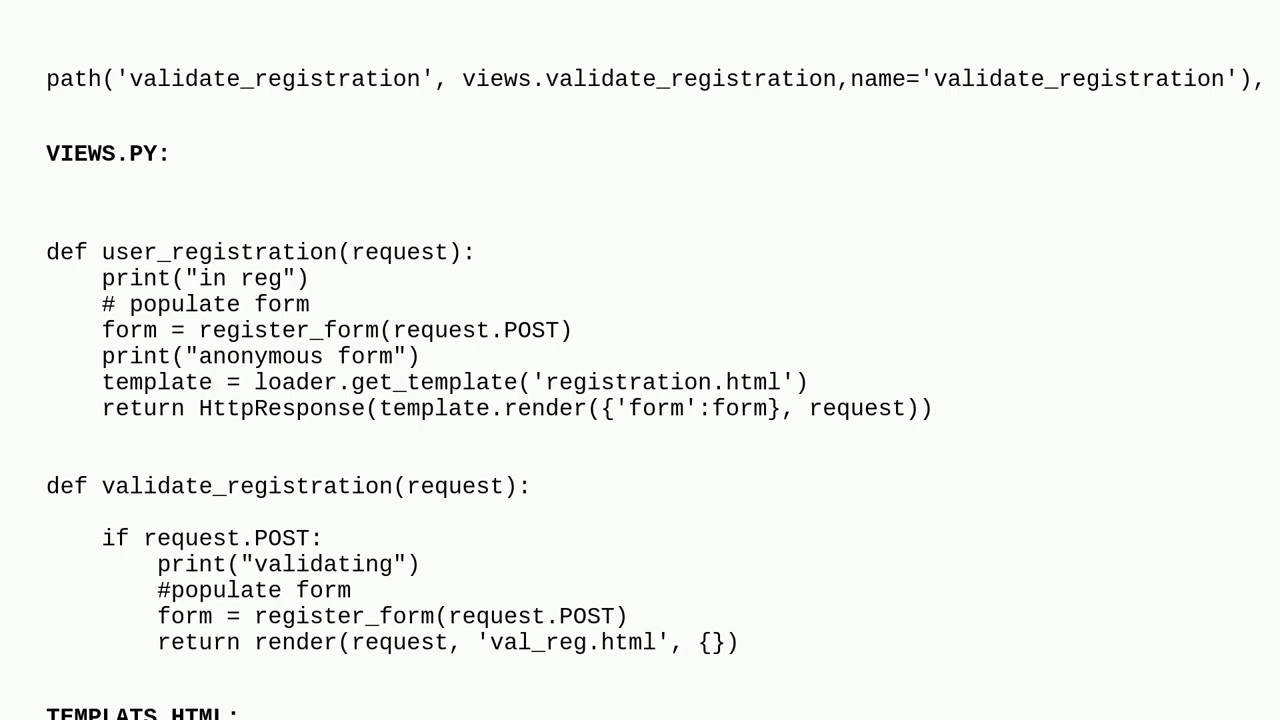 path('validate_registration', views.validate_registration,name='validate_registration'),
VIEWS.PY:
def user_registration(request):
    print("in reg")
    # populate form
    form = register_form(request.POST)
    print("anonymous form")
    template = loader.get_template('registration.html')
    return HttpResponse(template.render({'form':form}, request))
def validate_registration(request):
    if request.POST:
        print("validating")
        #populate form
        form = register_form(request.POST)
        return render(request, 'val_reg.html', {})
TEMPLATS.HTML: